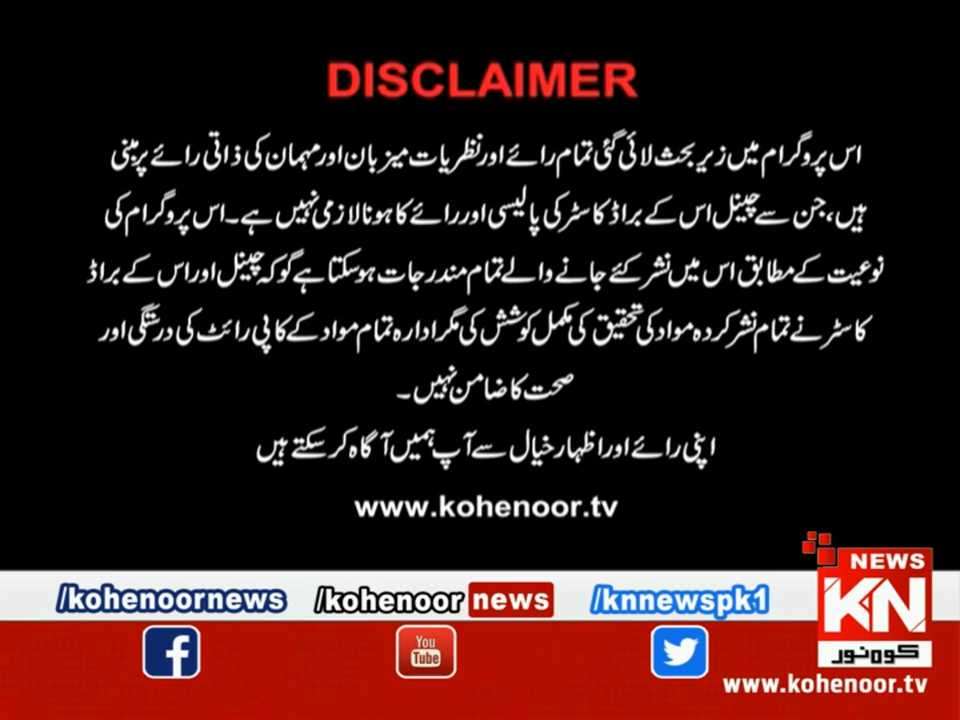 DISCLAIMER
اس پروگرام میں زیر بحث لائی گئی تمام رائے اور نظریات میزبان اور مہمان کی ذاتی رائے پر مبنی
ہیں، جن سے چینل اس کے براڈ کاسٹر کی پالیسی اور رائے کا ہونا لازمی نہیں ہے۔ اس پروگرام کی
نوعیت کے مطابق اس میں نشر کئے جانے والے تمام مندرجات ہو سکتا ہے گو کہ چینل اور اس کے براڈ
کاسٹر نے تمام نشر کردہ مواد کی تحقیق کی مکمل کوشش کی مگر ادارہ تمام مواد کے کاپی رائٹ کی درستگی اور
صحت کا ضامن نہیں۔
اپنی رائے اور اظہار خیال سے آپ ہمیں آگاہ کر سکتے ہیں
www.kohenoor.tv
/kohenoornews /kohenoor news /knnewspk1
f You Tube
NEWS
KN
کوہ نور
www.kohenoor.tv